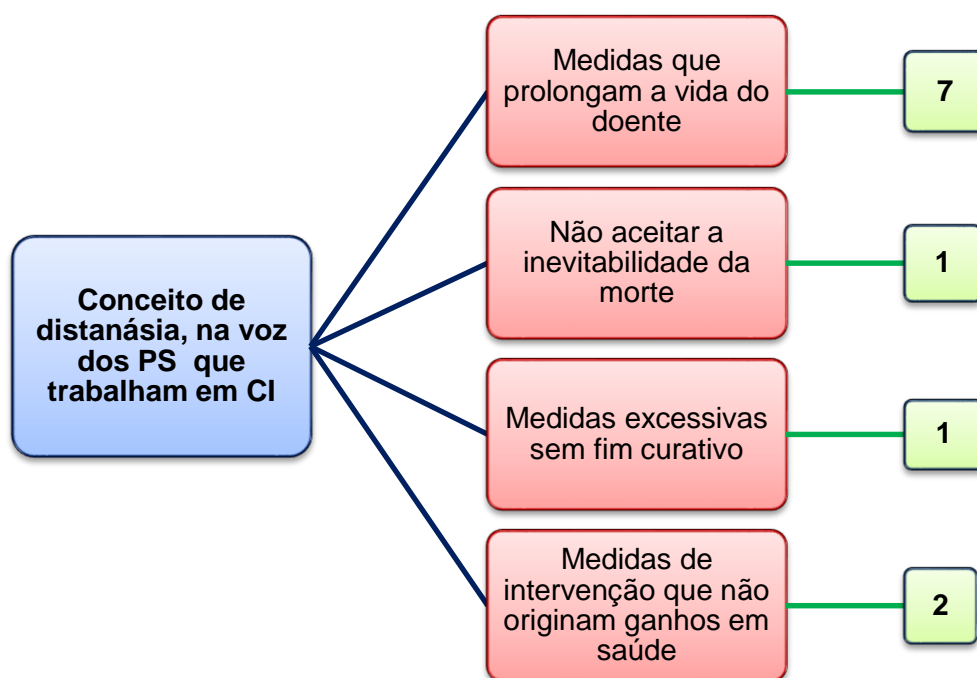 Medidas que
prolongam a vida do
doente
7
Não aceitar a
inevitabilidade da
morte
1
Conceito de
distanásia, na voz
dos PS que
trabalham em CI
Medidas excessivas
sem fim curativo
1
Medidas de
intervenção que não
originam ganhos em
saúde
2